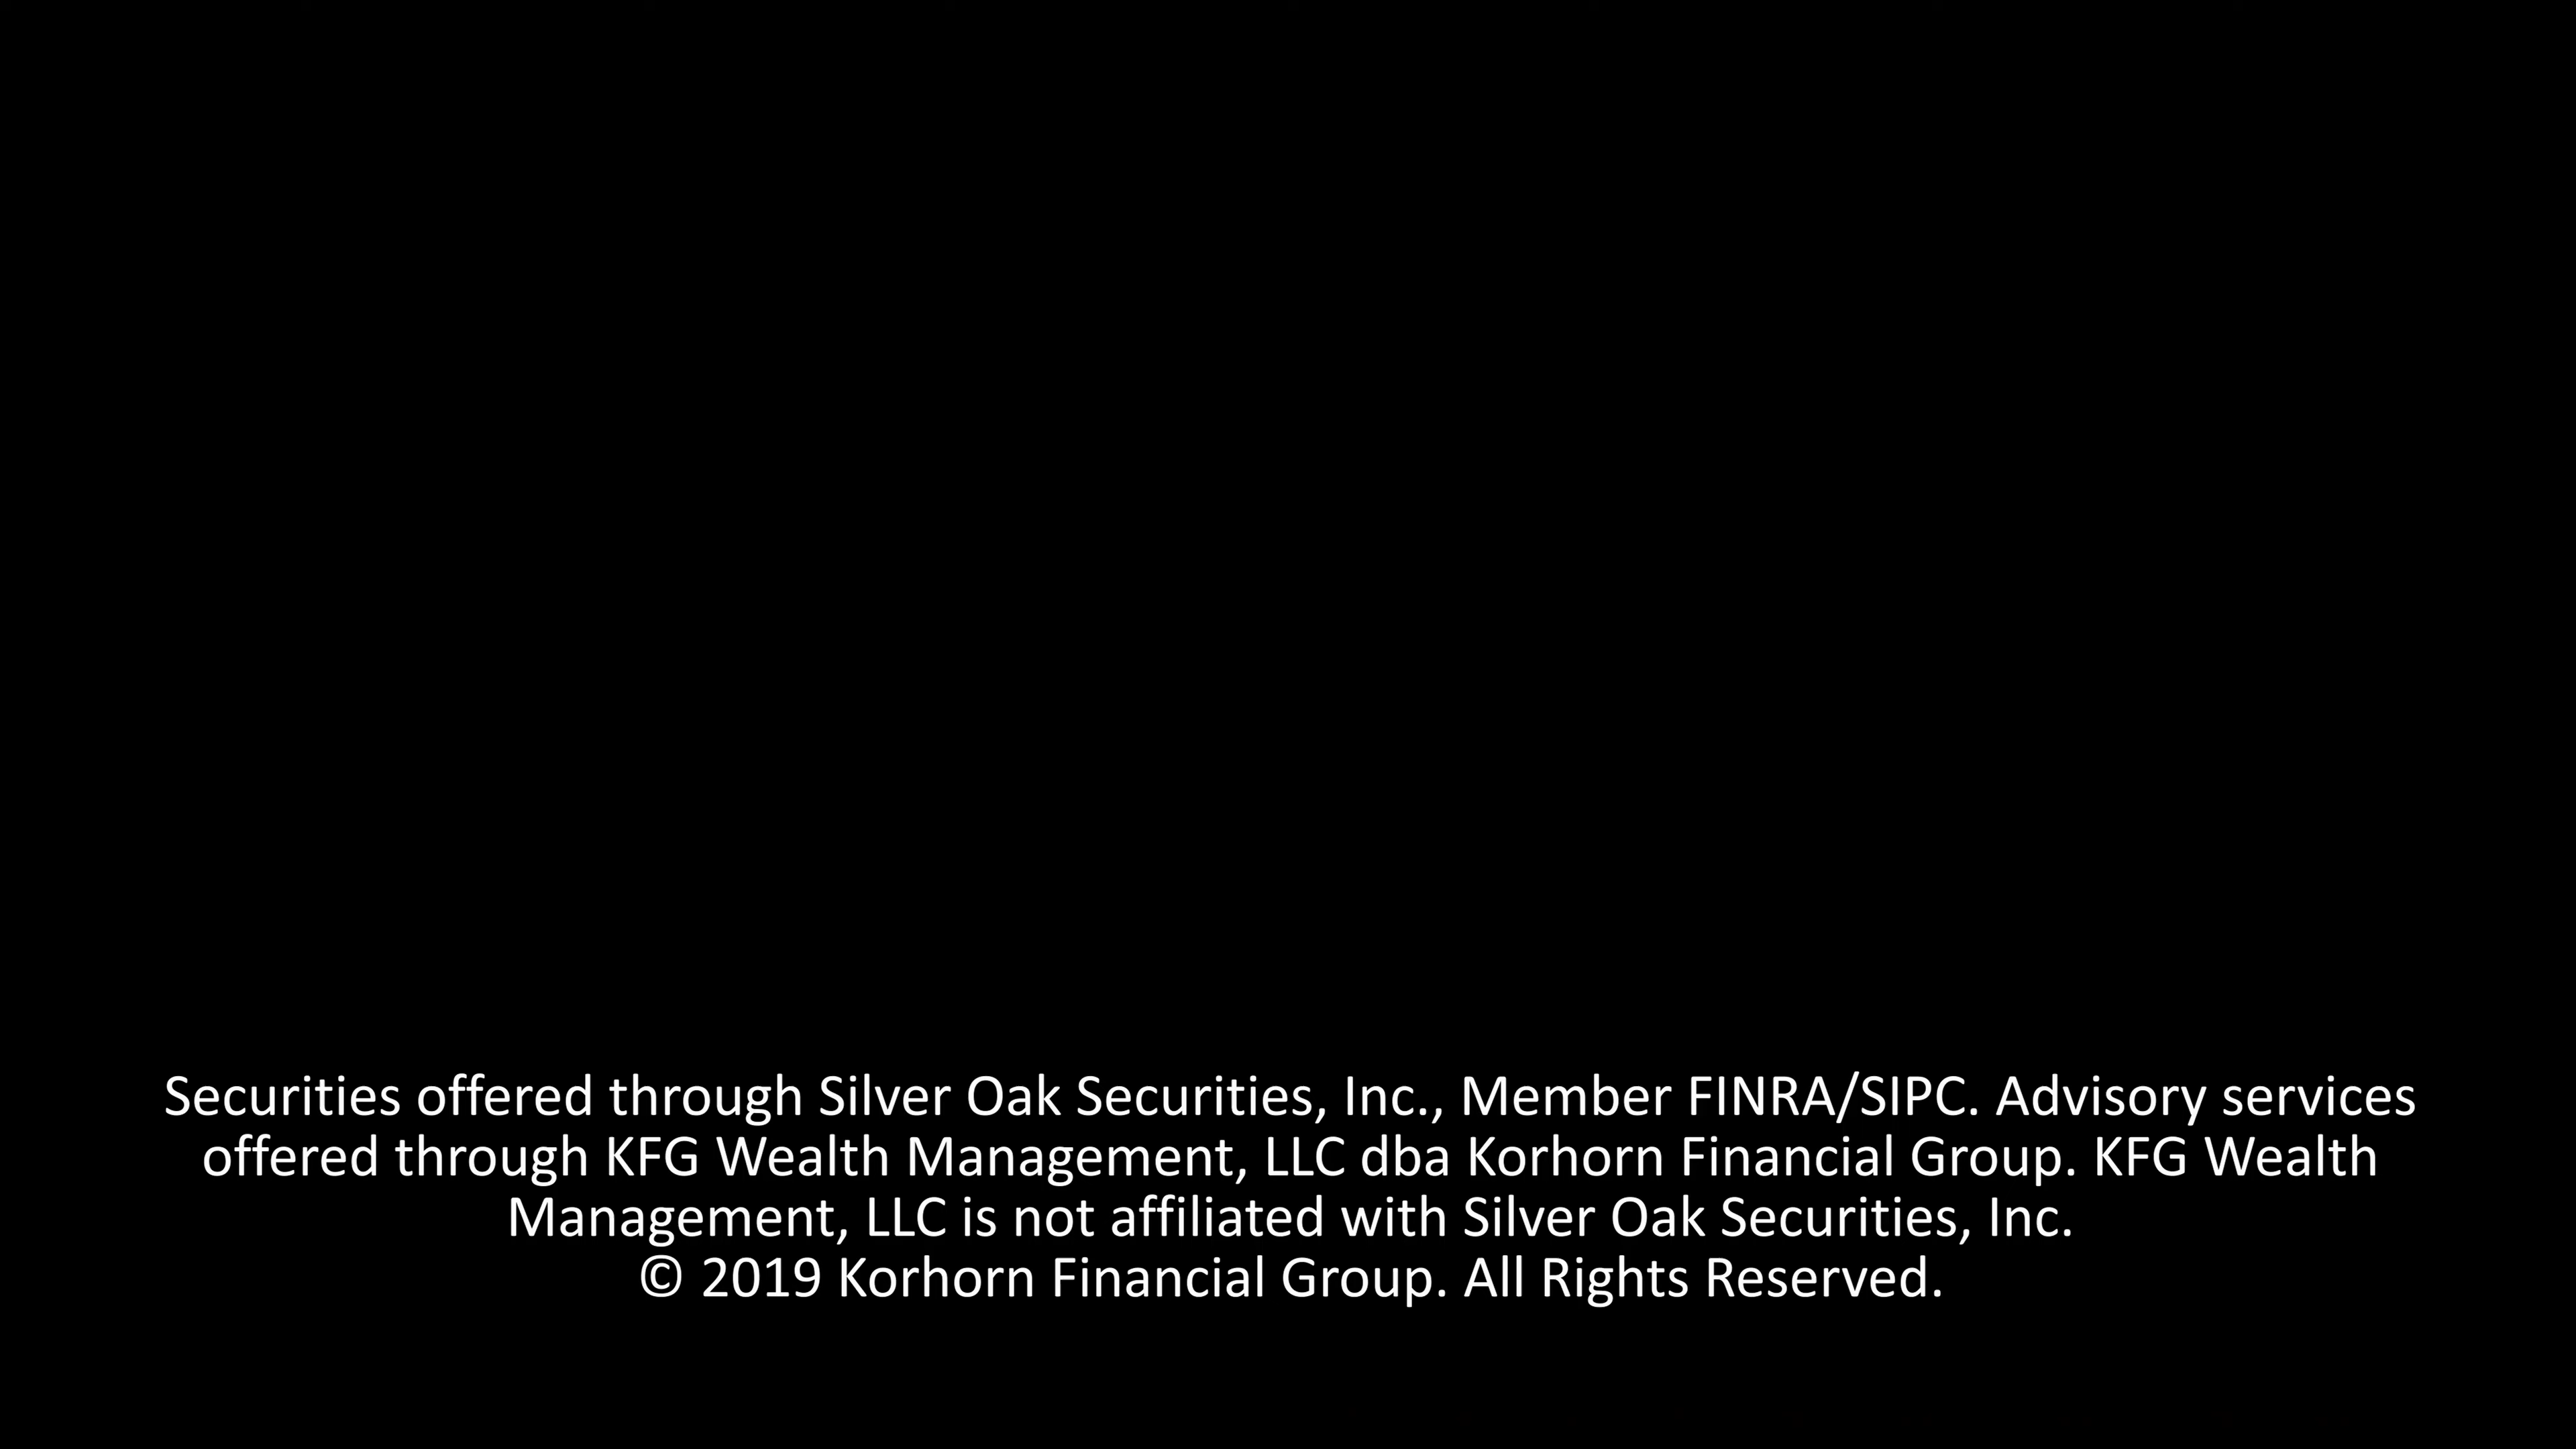 Securities offered through Silver Oak Securities, Inc., Member FINRA/SIPC. Advisory services
offered through KFG Wealth Management, LLC dba Korhorn Financial Group. KFG Wealth
Management, LLC is not affiliated with Silver Oak Securities, Inc.
© 2019 Korhorn Financial Group. All Rights Reserved.